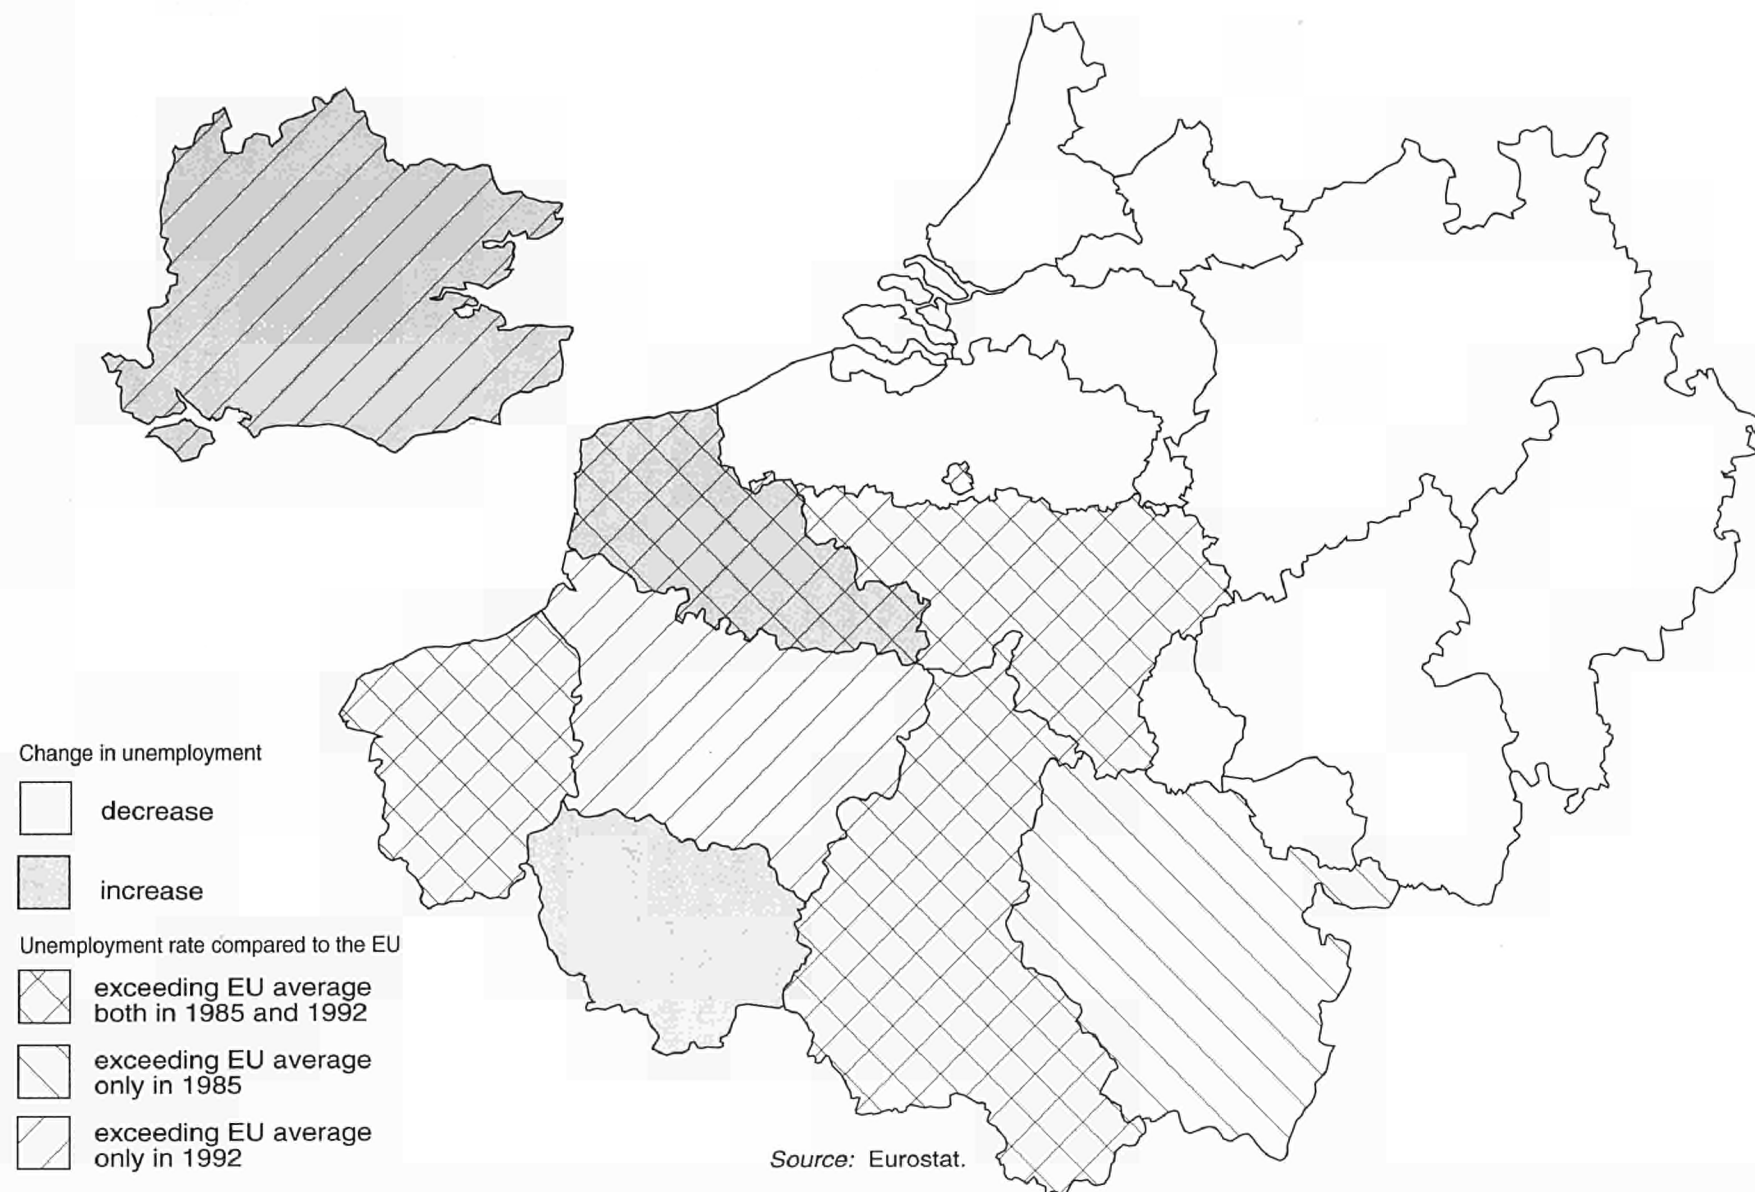 Change in unemployment
decrease
increase
Unemployment rate compared to the EU
exceeding EU average
both in 1985 and 1992
exceeding EU average
only in 1985
exceeding EU average
only in 1992
Source: Eurostat.